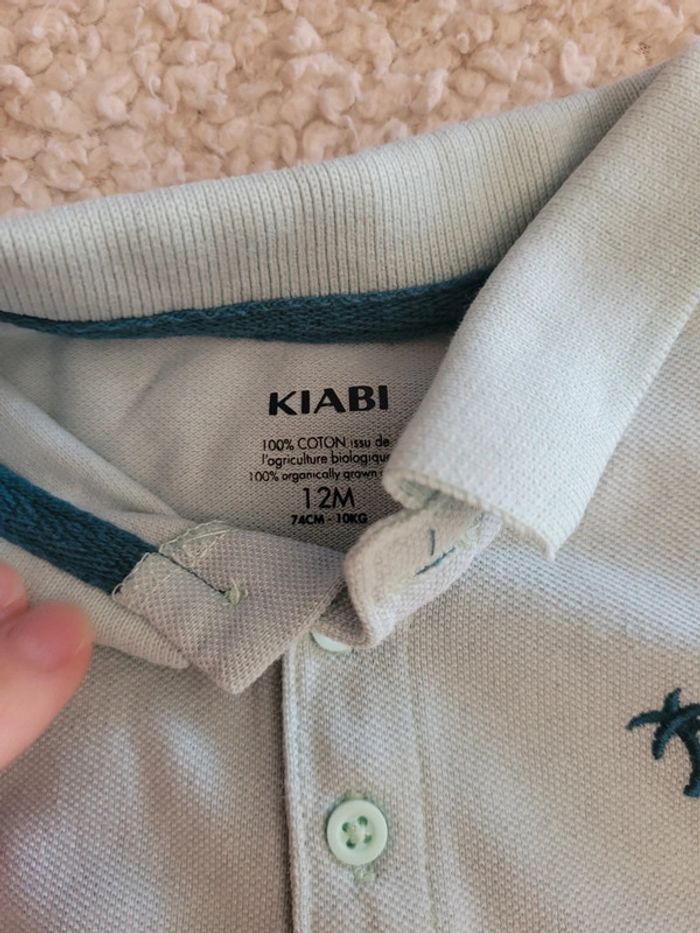 KIABI
100% COTON issu de
l'agriculture biologique
100% organically grown
12M
74CM - 10KG